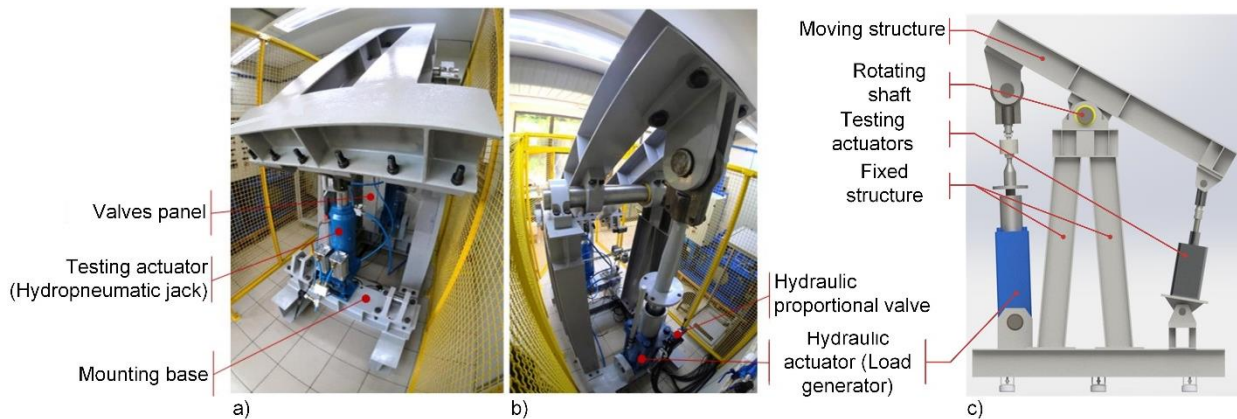 Valves panel
Testing actuator
(Hydropneumatic jack)
Mounting base
a)
b)
Hydraulic
proportional valve
Hydraulic
actuator (Load
generator)
Moving structure
Rotating
shaft
Testing
actuators
Fixed
structure
c)